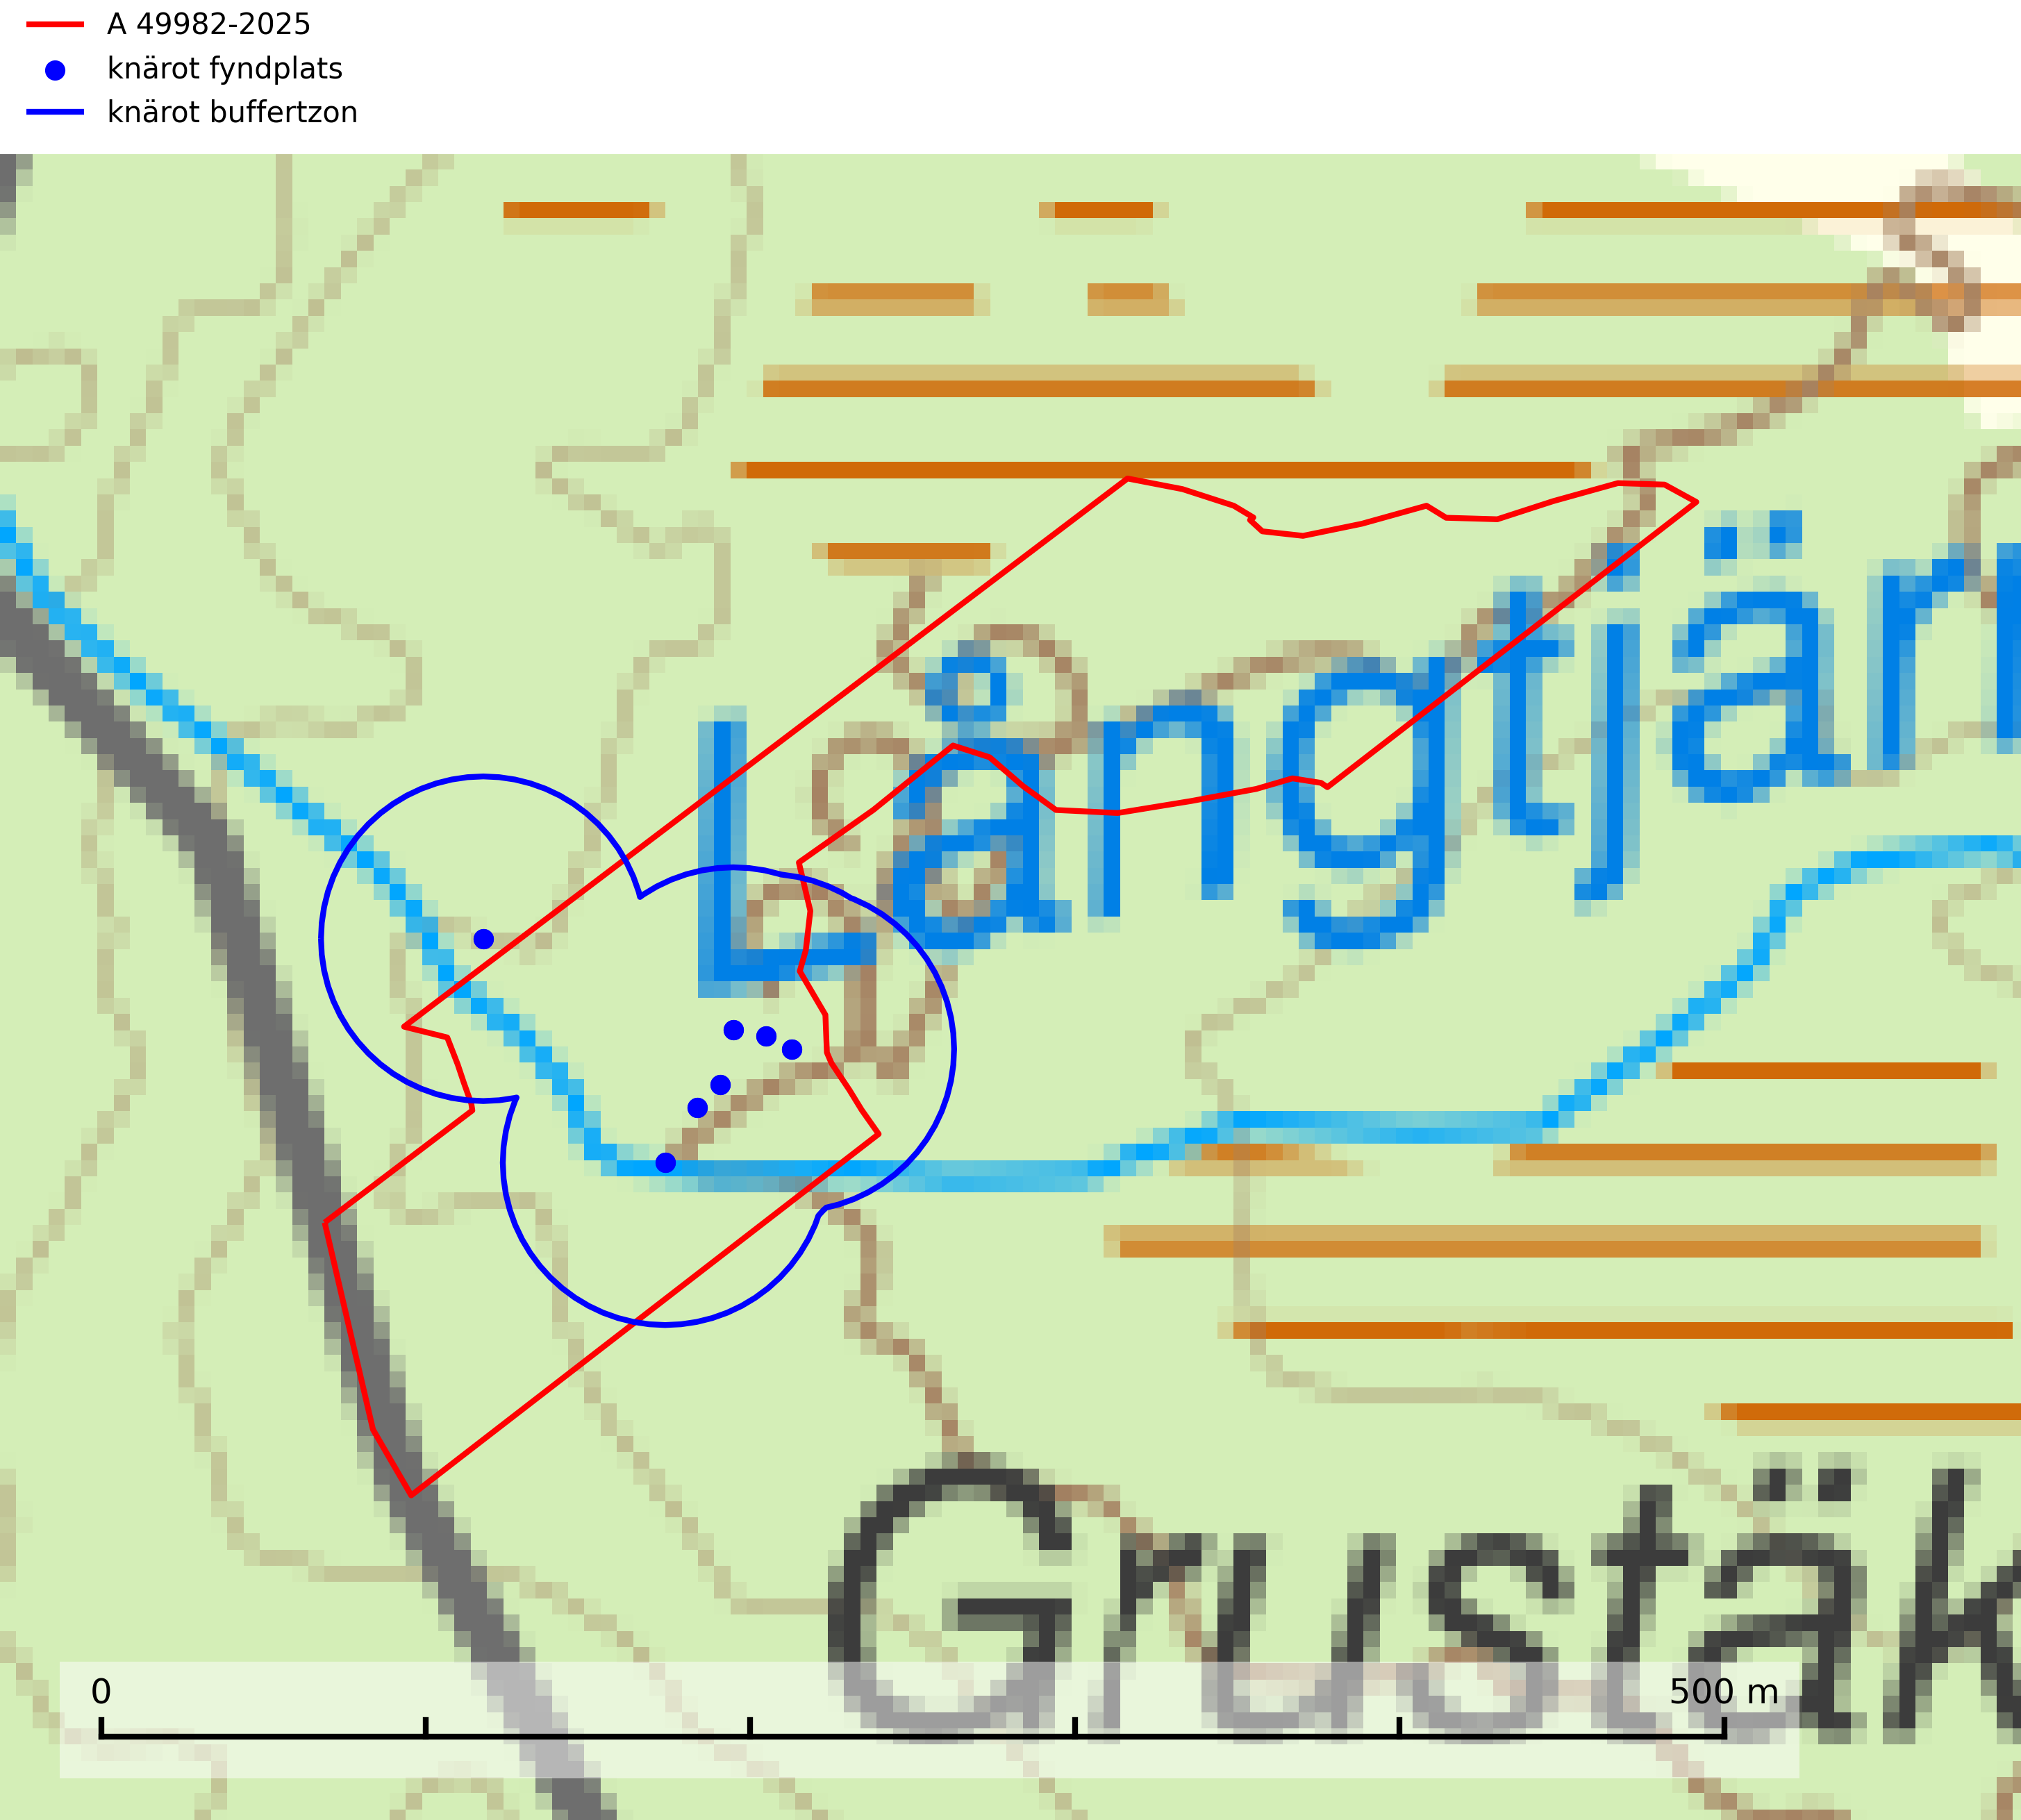 A 49982-2025
knärot fyndplats
knärot buffertzon
Långtjärn
Grustäk
0
500 m